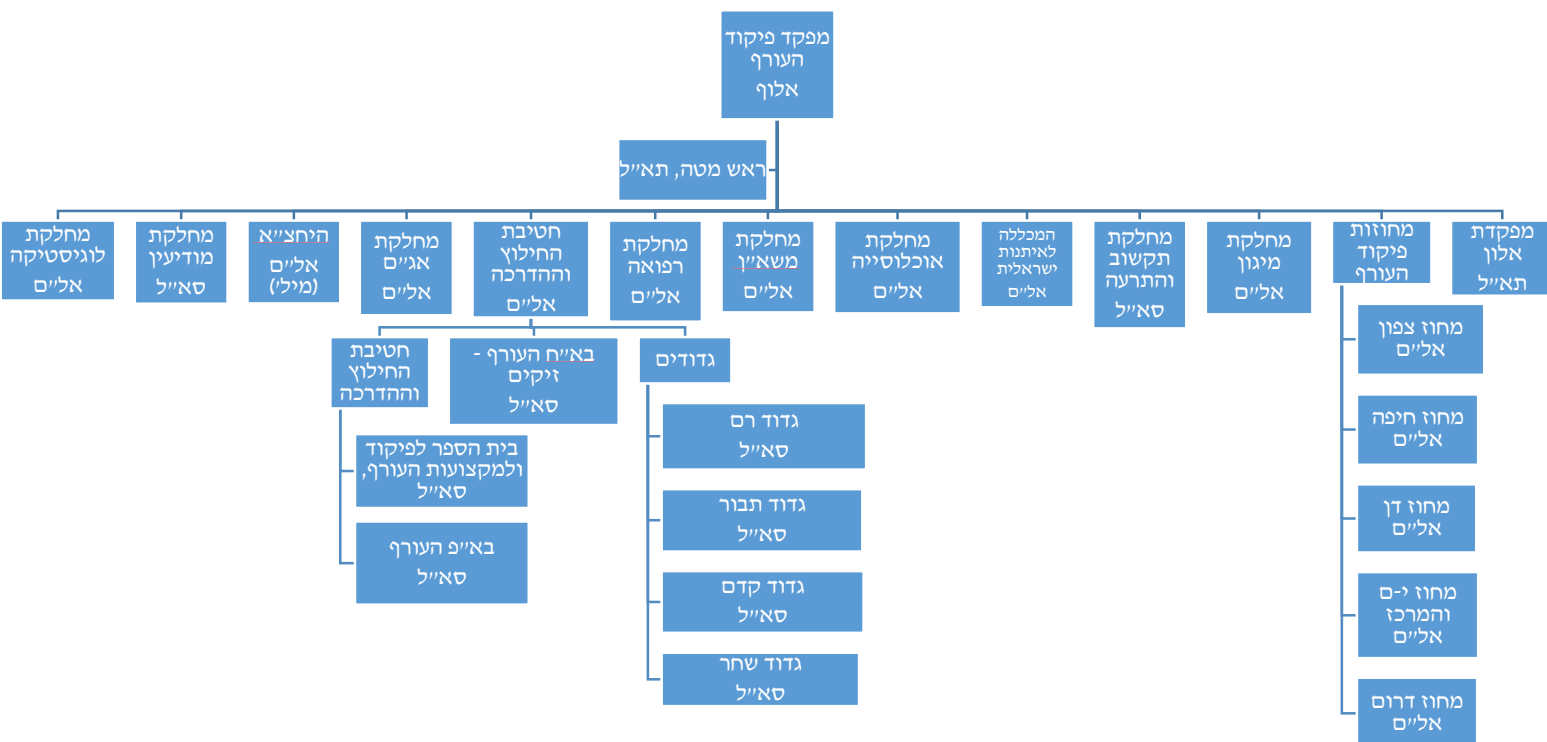 מפקד פיקוד
העורף
אלוף
ראש מטה, תא״ל
מפקדת
אלון
תא״ל
מחוזות
פיקוד
העורף
מחלקת
מיגון
אל״ם
מחלקת
תקשוב
והתרעה
סא״ל
המכללה
לאיתנות
ישראלית
אל״ם
מחלקת
אוכלוסייה
אל״ם
מחלקת
משא״ן
אל״ם
מחלקת
רפואה
אל״ם
חטיבת
החילוץ
וההדרכה
אל״ם
מחלקת
אג״ם
אל״ם
היחצ״א
אל״ם
(מיל׳)
מחלקת
מודיעין
סא״ל
מחלקת
לוגיסטיקה
אל״ם
מחוז צפון
אל״ם
מחוז חיפה
אל״ם
מחוז דן
אל״ם
מחוז י-ם
והמרכז
אל״ם
מחוז דרום
אל״ם
גדודים
גדוד רם
סא״ל
גדוד תבור
סא״ל
גדוד קדם
סא״ל
גדוד שחר
סא״ל
בא״ח העורף -
זיקים
סא״ל
חטיבת
החילוץ
וההדרכה
בית הספר לפיקוד
ולמקצועות העורף,
סא״ל
בא״פ העורף
סא״ל